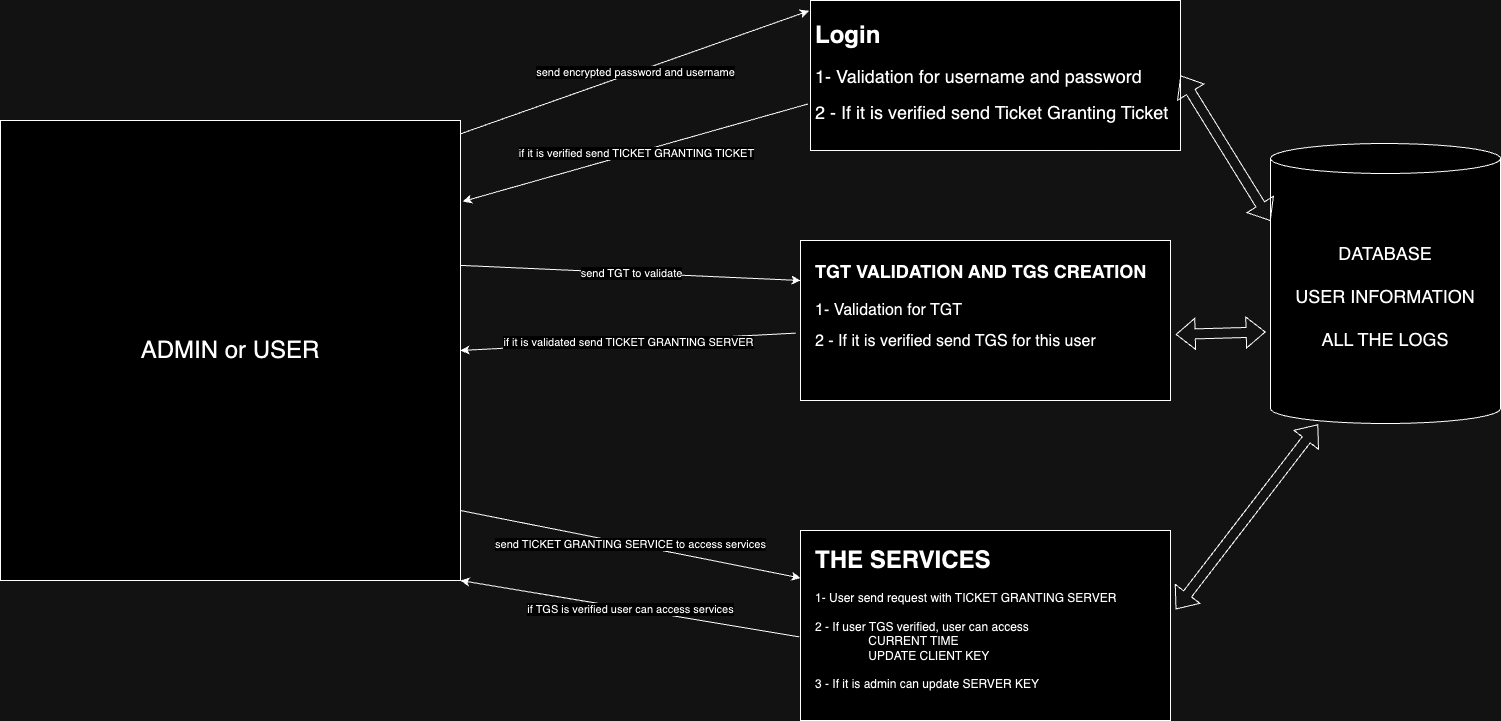 Login
1- Validation for username and password
2 - If it is verified send Ticket Granting Ticket
send encrypted password and username
if it is verified send TICKET GRANTING TICKET
ADMIN or USER
send TGT to validate
if it is validated send TICKET GRANTING SERVER
TGT VALIDATION AND TGS CREATION
1- Validation for TGT
2 - If it is verified send TGS for this user
DATABASE
USER INFORMATION
ALL THE LOGS
send TICKET GRANTING SERVICE to access services
if TGS is verified user can access services
THE SERVICES
1- User send request with TICKET GRANTING SERVER
2 - If user TGS verified, user can access
CURRENT TIME
UPDATE CLIENT KEY
3 - If it is admin can update SERVER KEY